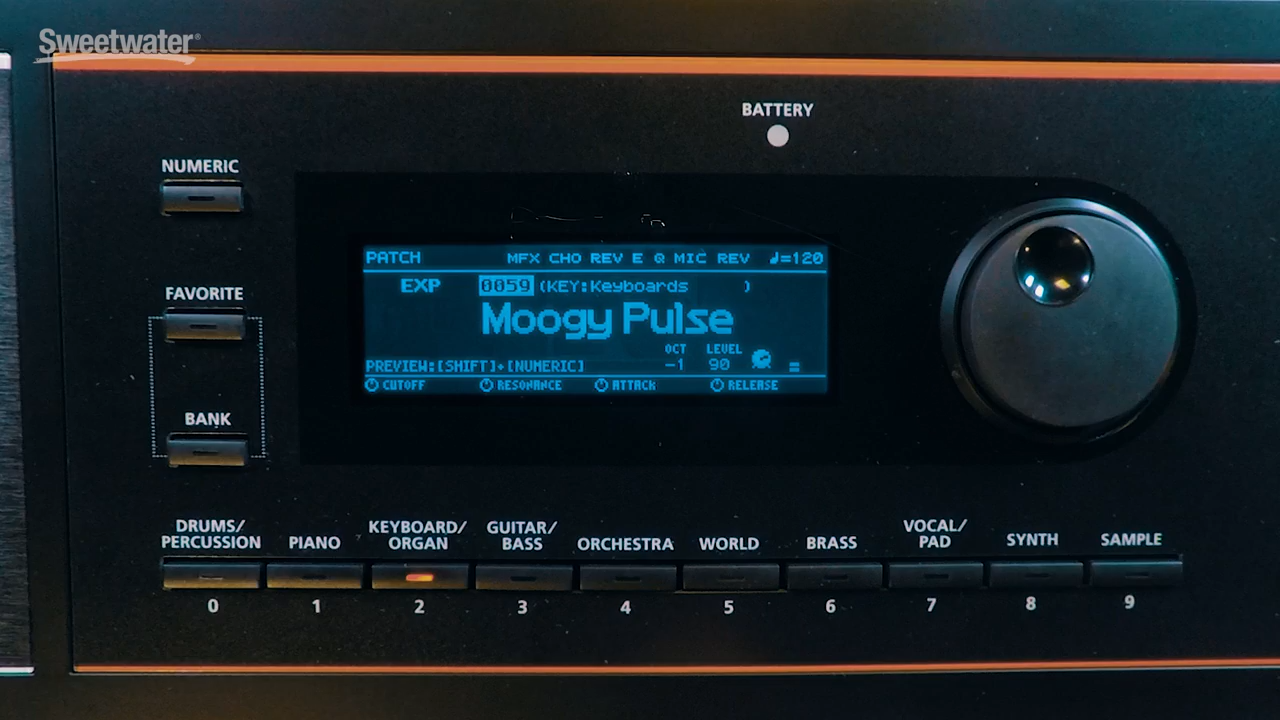 Sweetwater®
BATTERY
NUMERIC
PATCH MFX CHO REV E Q MIC REV ♩=120
EXP 0059 (KEY:Keyboards )
Moogy Pulse
OCT LEVEL
PREVIEW:[SHIFT]+[NUMERIC] -1 90
CUTOFF RESONANCE ATTACK RELEASE
FAVORITE
BANK
DRUMS/
PERCUSSION
PIANO
KEYBOARD/
ORGAN
GUITAR/
BASS
ORCHESTRA
WORLD
BRASS
VOCAL/
PAD
SYNTH
SAMPLE
0 1 2 3 4 5 6 7 8 9